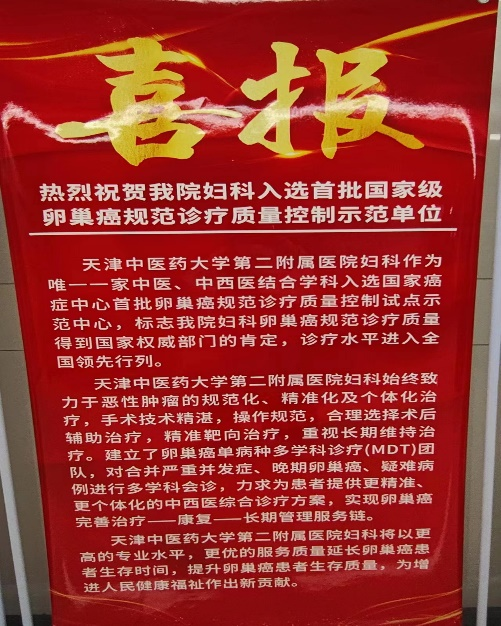 喜报
热烈祝贺我院妇科入选首批国家级
卵巢癌规范诊疗质量控制示范单位
天津中医药大学第二附属医院妇科作为
唯一一家中医、中西医结合学科入选国家癌
症中心首批卵巢癌规范诊疗质量控制试点示
范中心，标志我院妇科卵巢癌规范诊疗质量
得到国家权威部门的肯定，诊疗水平进入全
国领先行列。
天津中医药大学第二附属医院妇科始终致
力于恶性肿瘤的规范化、精准化及个体化治
疗，手术技术精湛，操作规范，合理选择术后
辅助治疗，精准靶向治疗，重视长期维持治
疗。建立了卵巢癌单病种多学科诊疗(MDT)团
队，对合并严重并发症、晚期卵巢癌、疑难病
例进行多学科会诊，力求为患者提供更精准、
更个体化的中西医综合诊疗方案，实现卵巢癌
完善治疗——康复——长期管理服务链。
天津中医药大学第二附属医院妇科将以更
高的专业水平，更优的服务质量延长卵巢癌患
者生存时间，提升卵巢癌患者生存质量，为增
进人民健康福祉作出新贡献。